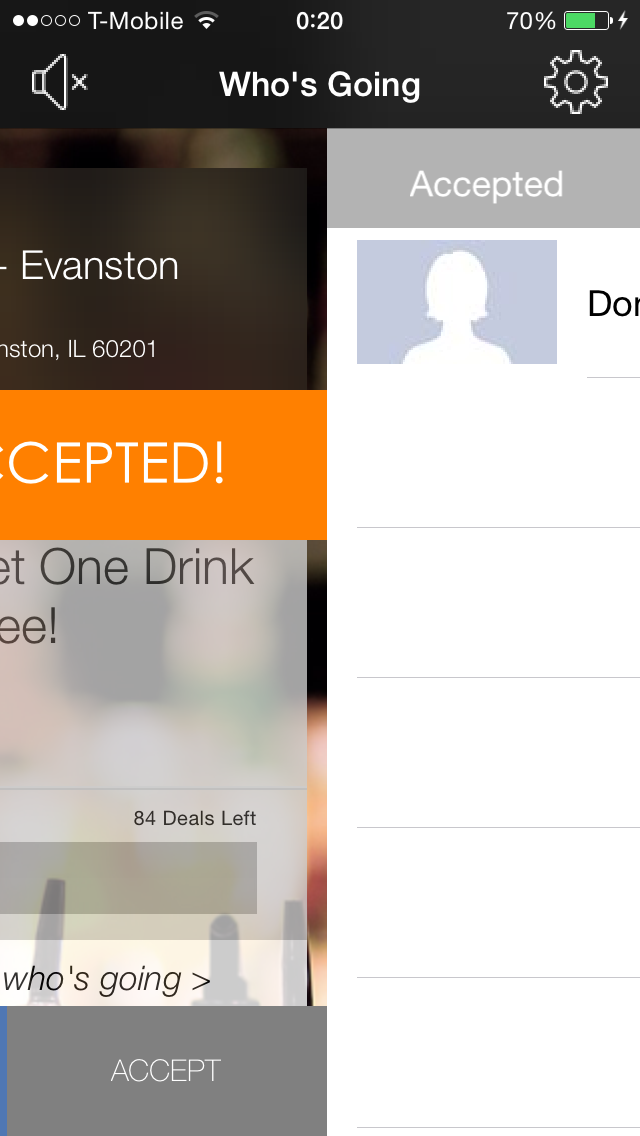 T-Mobile 0:20 70%
Who's Going
- Evanston
nston, IL 60201
CCEPTED!
et One Drink
ee!
84 Deals Left
who's going >
ACCEPT
Accepted
Dor